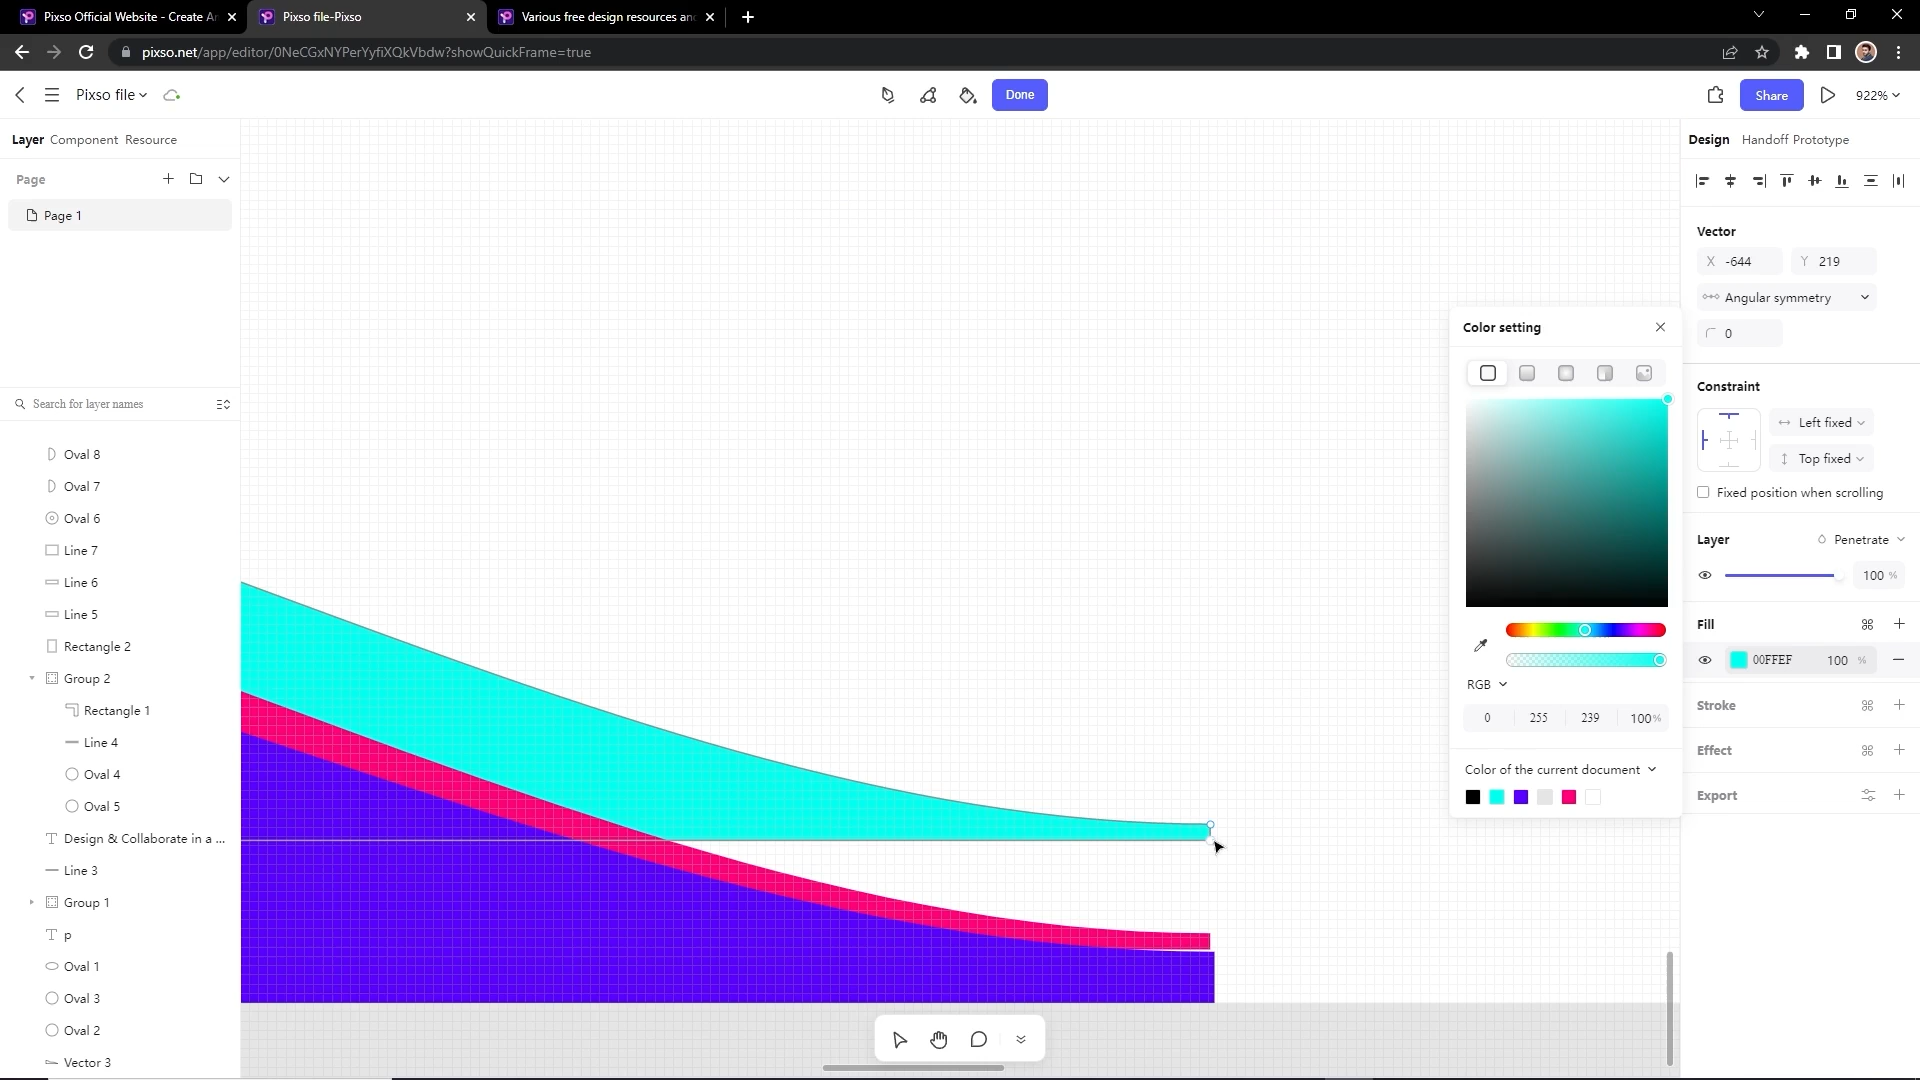 Pixso Official Website - Create Ar
Pixso file-Pixso
Various free design resources and
pixso.net/app/editor/0NeCGxNYPerYyfiXQkVbdw?showQuickFrame=true
Pixso file
Done
Share
922%
Layer Component Resource
Design Handoff Prototype
Page
Page 1
Search for layer names
Oval 8
Oval 7
Oval 6
Line 7
Line 6
Line 5
Rectangle 2
Group 2
Rectangle 1
Line 4
Oval 4
Oval 5
Design & Collaborate in a ...
Line 3
Group 1
p
Oval 1
Oval 3
Oval 2
Vector 3
Color setting
RGB
0 255 239 100%
Color of the current document
Vector
X -644 Y 219
Angular symmetry
0
Constraint
Left fixed
Top fixed
Fixed position when scrolling
Layer Penetrate
100 %
Fill
00FFEF 100 %
Stroke
Effect
Export